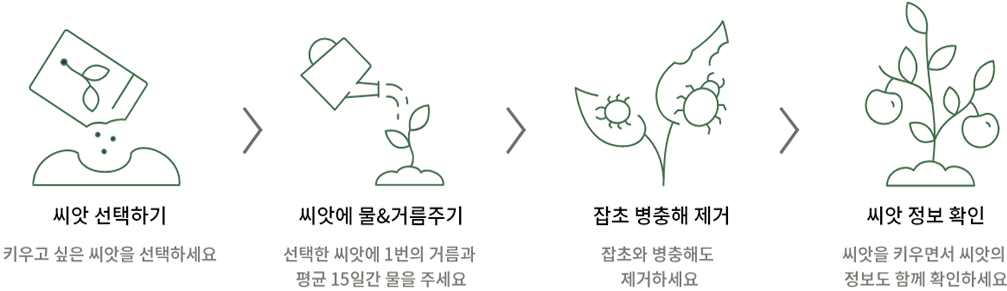 씨앗 선택하기
키우고 싶은 씨앗을 선택하세요
씨앗에 물&거름주기
선택한 씨앗에 1번의 거름과
평균 15일간 물을 주세요
잡초 병충해 제거
잡초와 병충해도
제거하세요
씨앗 정보 확인
씨앗을 키우면서 씨앗의
정보도 함께 확인하세요